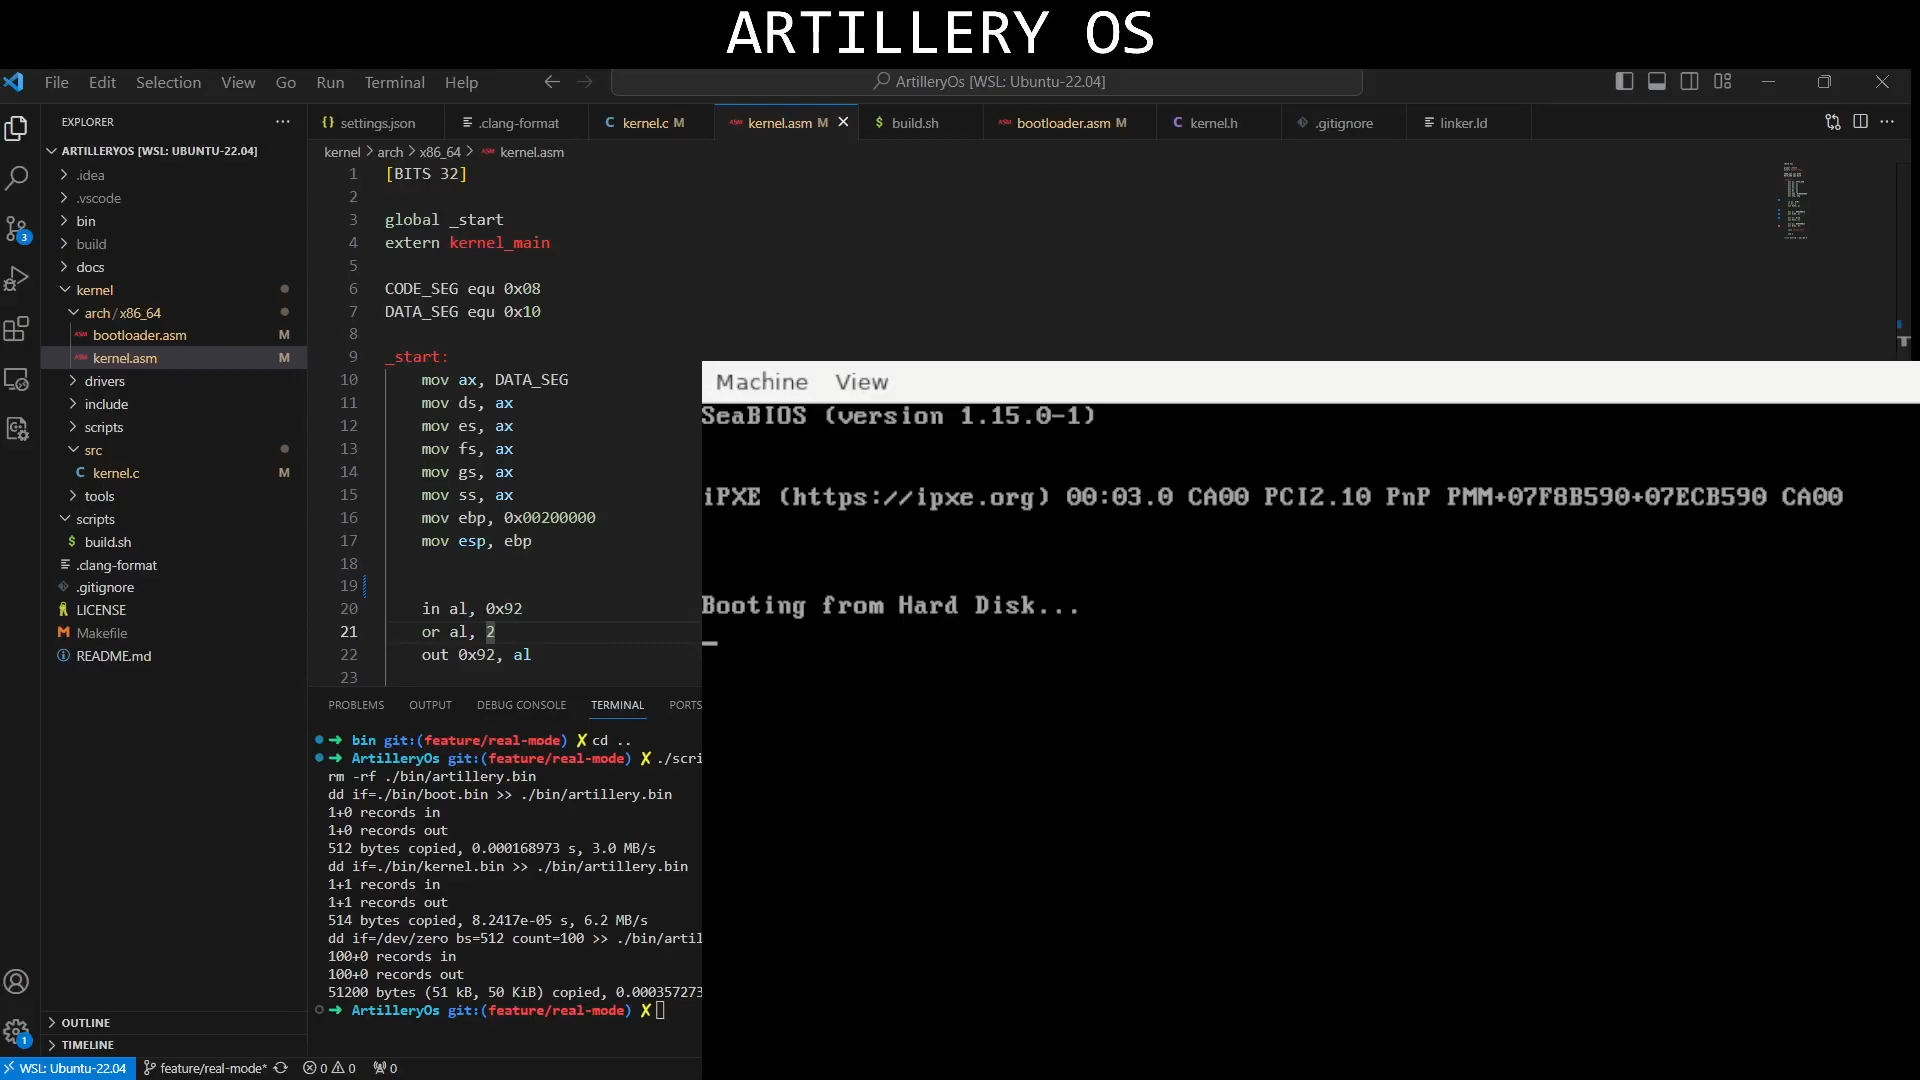 ARTILLERY OS
File Edit Selection View Go Run Terminal Help
ArtilleryOs [WSL: Ubuntu-22.04]
EXPLORER
settings.json
.clang-format
kernel.c M
kernel.asm M
build.sh
bootloader.asm M
kernel.h
.gitignore
linker.ld
ARTILLERYOS [WSL: UBUNTU-22.04]
.idea
.vscode
bin
build
docs
kernel
arch / x86_64
bootloader.asm M
kernel.asm M
drivers
include
scripts
src
kernel.c M
tools
scripts
build.sh
.clang-format
.gitignore
LICENSE
Makefile
README.md
OUTLINE
TIMELINE
kernel > arch > x86_64 > kernel.asm
1 [BITS 32]
2
3 global _start
4 extern kernel_main
5
6 CODE_SEG equ 0x08
7 DATA_SEG equ 0x10
8
9 _start:
10 mov ax, DATA_SEG
11 mov ds, ax
12 mov es, ax
13 mov fs, ax
14 mov gs, ax
15 mov ss, ax
16 mov ebp, 0x00200000
17 mov esp, ebp
18
19
20 in al, 0x92
21 or al, 2
22 out 0x92, al
23
PROBLEMS OUTPUT DEBUG CONSOLE TERMINAL PORTS
➜ bin git:(feature/real-mode) ✗ cd ..
➜ ArtilleryOs git:(feature/real-mode) ✗ ./scri
rm -rf ./bin/artillery.bin
dd if=./bin/boot.bin >> ./bin/artillery.bin
1+0 records in
1+0 records out
512 bytes copied, 0.000168973 s, 3.0 MB/s
dd if=./bin/kernel.bin >> ./bin/artillery.bin
1+1 records in
1+1 records out
514 bytes copied, 8.2417e-05 s, 6.2 MB/s
dd if=/dev/zero bs=512 count=100 >> ./bin/artil
100+0 records in
100+0 records out
51200 bytes (51 kB, 50 KiB) copied, 0.000357273
➜ ArtilleryOs git:(feature/real-mode) ✗
Machine View
SeaBIOS (version 1.15.0-1)
iPXE (https://ipxe.org) 00:03.0 CA00 PCI2.10 PnP PMM+07F8B590+07ECB590 CA00
Booting from Hard Disk...
3
1
WSL: Ubuntu-22.04 feature/real-mode* 0 0 0